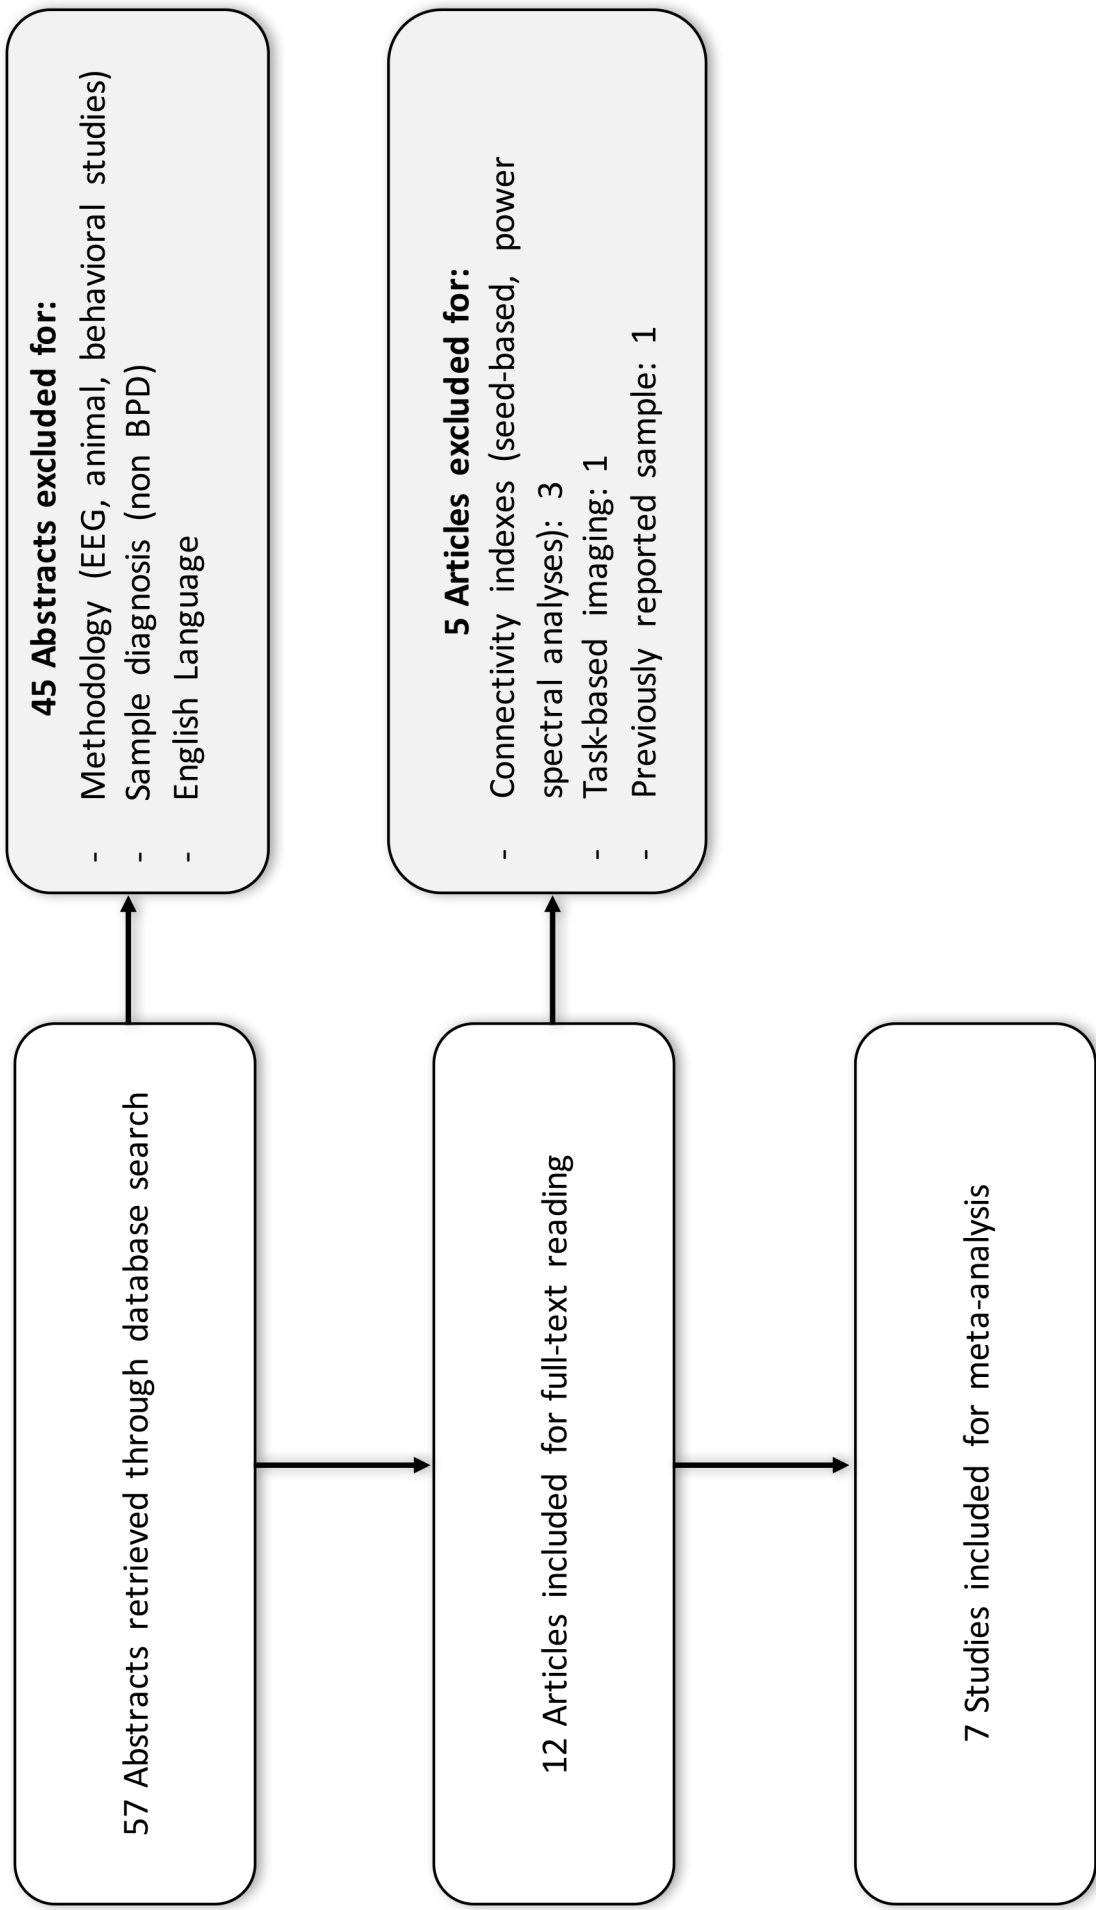 57 Abstracts retrieved through database search
45 Abstracts excluded for:
- Methodology (EEG, animal, behavioral studies)
- Sample diagnosis (non BPD)
- English Language
12 Articles included for full-text reading
5 Articles excluded for:
- Connectivity indexes (seed-based, power
spectral analyses): 3
- Task-based imaging: 1
- Previously reported sample: 1
7 Studies included for meta-analysis